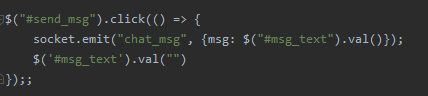 $("#send_msg").click(() => {
    socket.emit("chat_msg", {msg: $("#msg_text").val()});
    $('#msg_text').val("")
});;